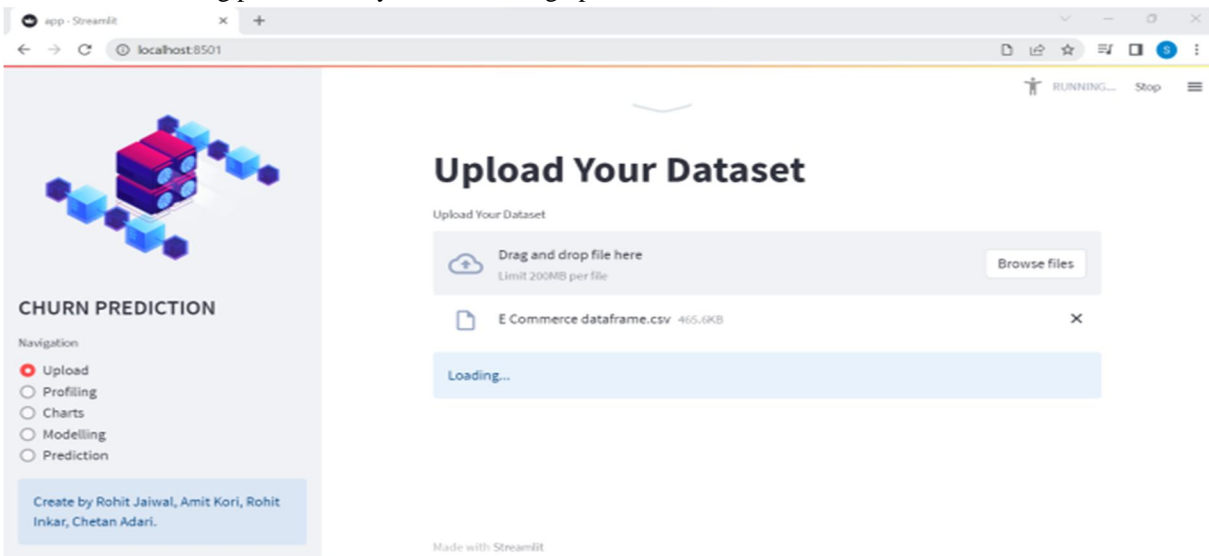 app - Streamlit
localhost:8501
RUNNING... Stop
Upload Your Dataset
Upload Your Dataset
Drag and drop file here
Limit 200MB per file
Browse files
E Commerce dataframe.csv 465.6KB
Loading...
CHURN PREDICTION
Navigation
Upload
Profiling
Charts
Modelling
Prediction
Create by Rohit Jaiwal, Amit Kori, Rohit
Inkar, Chetan Adari.
Made with Streamlit